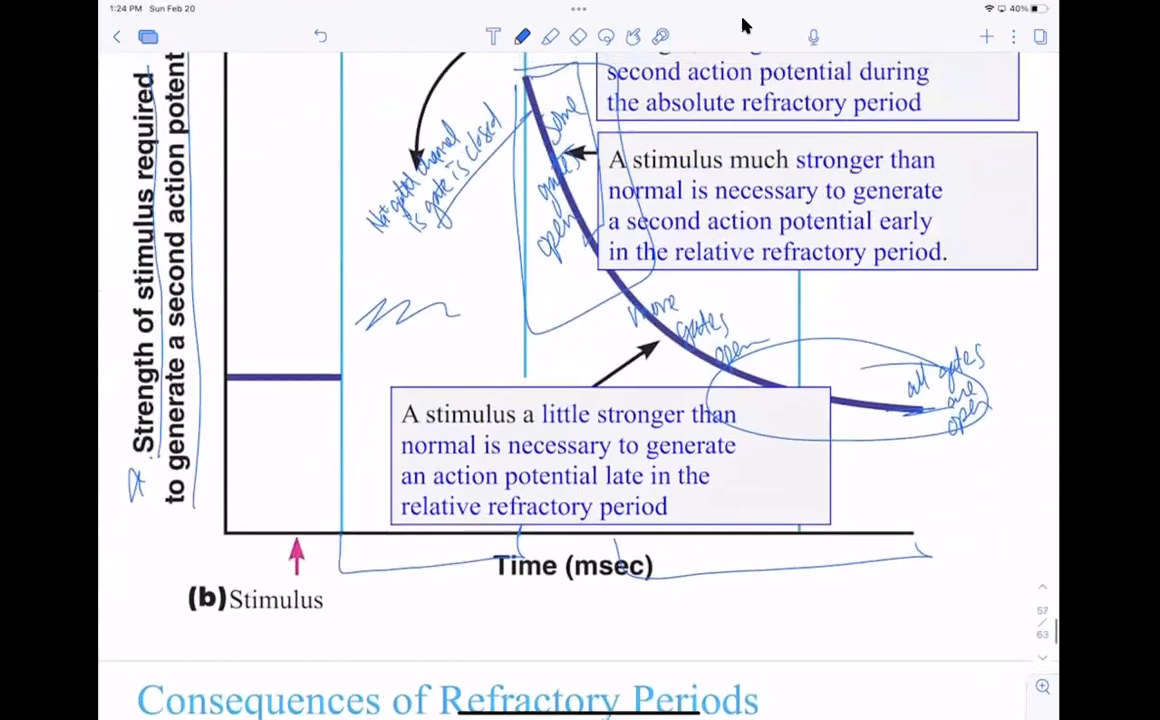 1:24 PM Sun Feb 20
40%
Strength of stimulus required
to generate a second action potent
second action potential during
the absolute refractory period
A stimulus much stronger than
normal is necessary to generate
a second action potential early
in the relative refractory period.
Na+ gated channel
is gate is closed
some
gates
open
more
gates
open
all gates
are
open
A stimulus a little stronger than
normal is necessary to generate
an action potential late in the
relative refractory period
Time (msec)
(b) Stimulus
57
/
63
Consequences of Refractory Periods